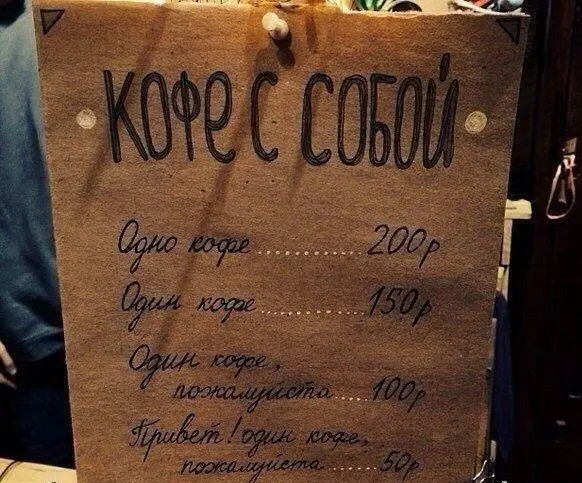 КОФЕ С СОБОЙ
Одно кофе ........... 200р
Один кофе ........... 150р
Один кофе,
пожалуйста .... 100р
Привет! один кофе,
пожалуйста ...... 50р